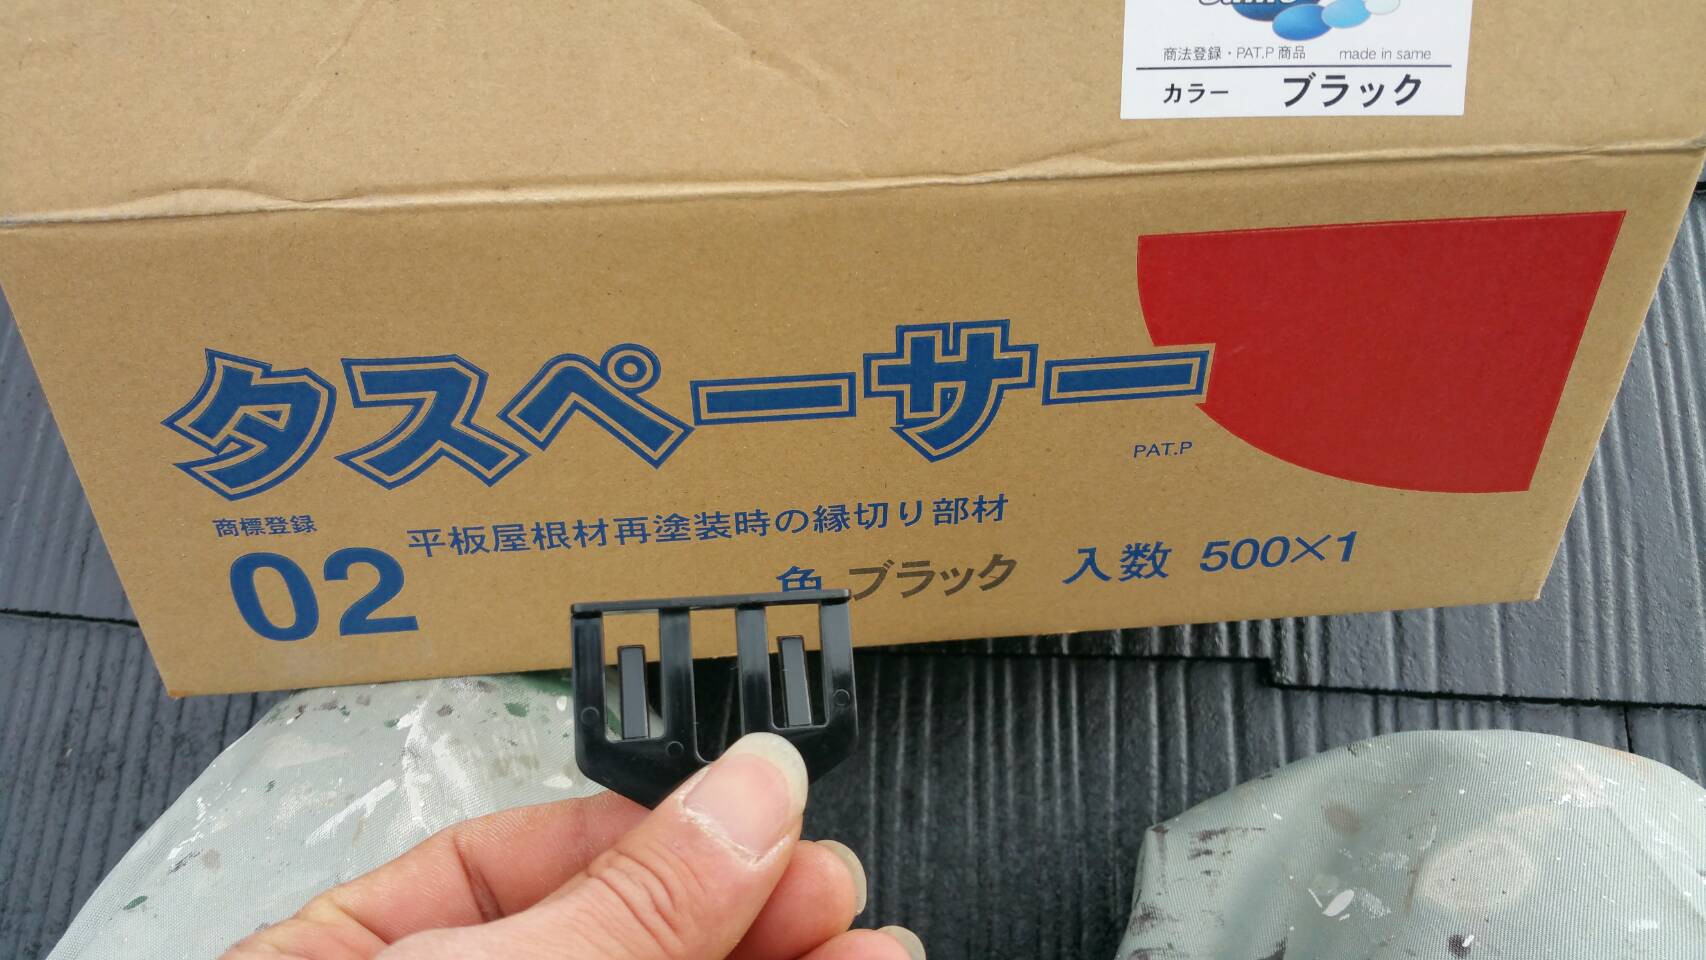 商法登録・PAT.P 商品 made in same
カラー ブラック
タスペーサー
PAT.P
商標登録
02 平板屋根材再塗装時の縁切り部材
色 ブラック 入数 500×1